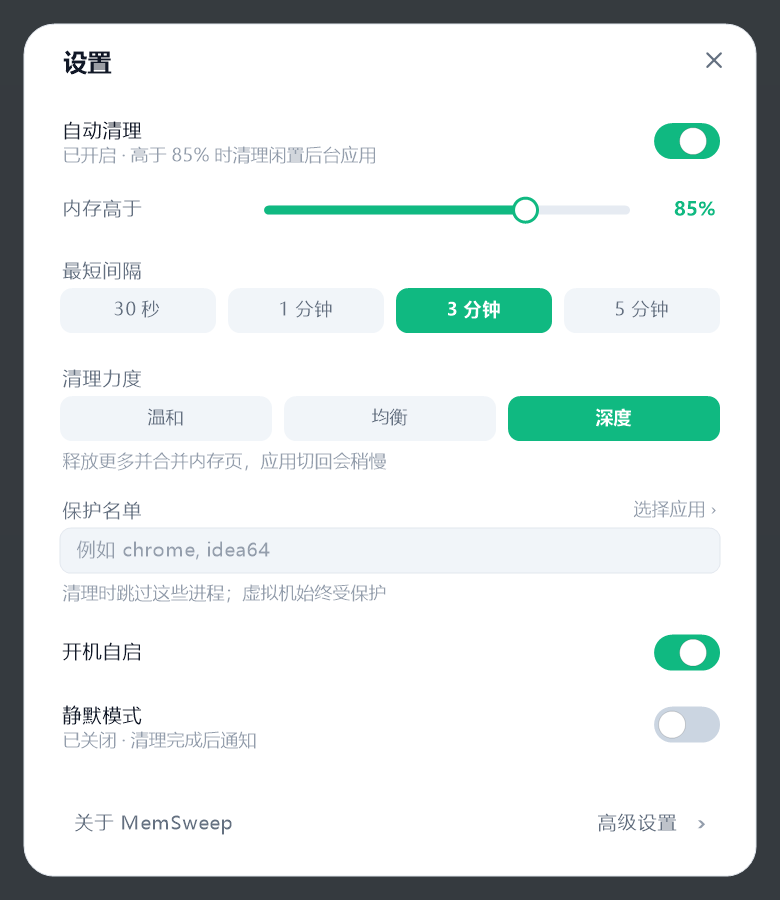 设置
自动清理
已开启 · 高于 85% 时清理闲置后台应用
内存高于 85%
最短间隔
30 秒 1 分钟 3 分钟 5 分钟
清理力度
温和 均衡 深度
释放更多并合并内存页，应用切回会稍慢
保护名单 选择应用 ›
例如 chrome, idea64
清理时跳过这些进程；虚拟机始终受保护
开机自启
静默模式
已关闭 · 清理完成后通知
关于 MemSweep 高级设置 ›